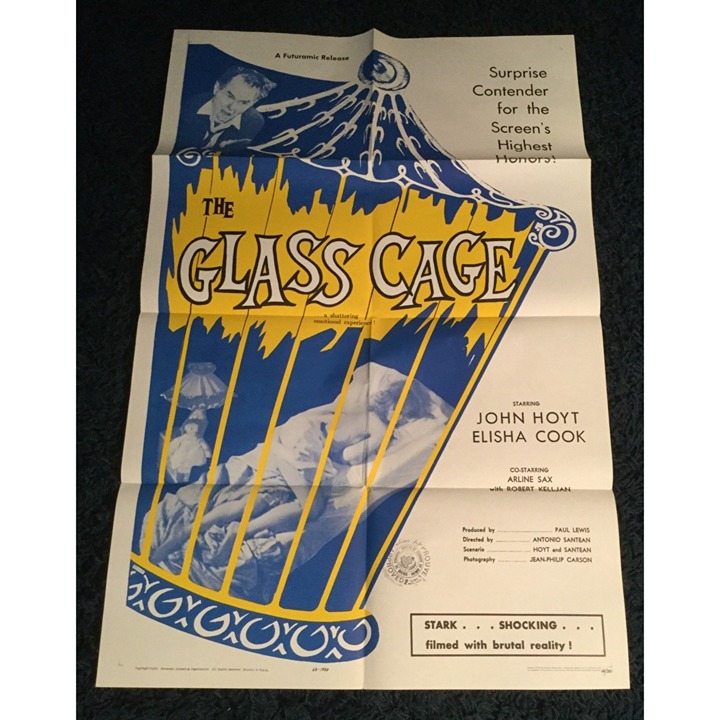 A Futuramic Release
Surprise
Contender
for the
Screen's
Highest
Honors!
THE
GLASS CAGE
a shattering
emotional experience!
STARRING
JOHN HOYT
ELISHA COOK
CO-STARRING
ARLINE SAX
with ROBERT KELLJAN
Produced by PAUL LEWIS
Directed by ANTONIO SANTEAN
Scenario HOYT and SANTEAN
Photography JEAN-PHILIP CARSON
STARK . . . SHOCKING . . .
filmed with brutal reality !